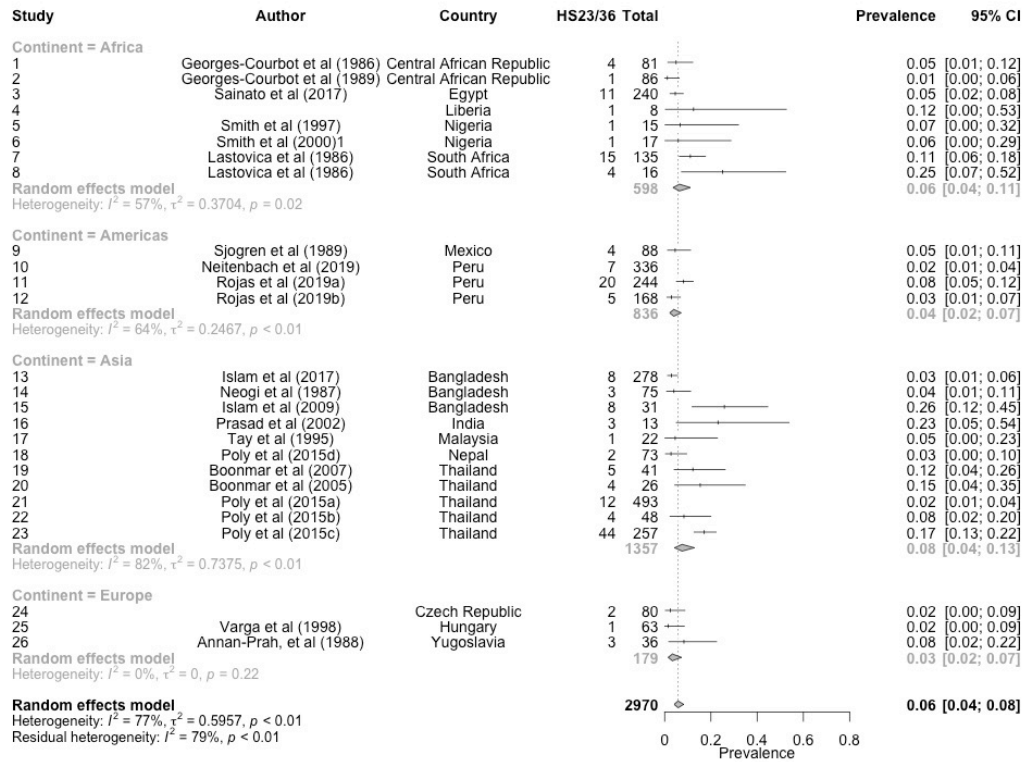 Study Author Country HS23/36 Total Prevalence 95% CI
Continent = Africa
1 Georges-Courbot et al (1986) Central African Republic 4 81 0.05 [0.01; 0.12]
2 Georges-Courbot et al (1989) Central African Republic 1 86 0.01 [0.00; 0.06]
3 Sainato et al (2017) Egypt 11 240 0.05 [0.02; 0.08]
4 Liberia 1 8 0.12 [0.00; 0.53]
5 Smith et al (1997) Nigeria 1 15 0.07 [0.00; 0.32]
6 Smith et al (2000)1 Nigeria 1 17 0.06 [0.00; 0.29]
7 Lastovica et al (1986) South Africa 15 135 0.11 [0.06; 0.18]
8 Lastovica et al (1986) South Africa 4 16 0.25 [0.07; 0.52]
Random effects model 598 0.06 [0.04; 0.11]
Heterogeneity: I² = 57%, τ² = 0.3704, p = 0.02
Continent = Americas
9 Sjogren et al (1989) Mexico 4 88 0.05 [0.01; 0.11]
10 Neitenbach et al (2019) Peru 7 336 0.02 [0.01; 0.04]
11 Rojas et al (2019a) Peru 20 244 0.08 [0.05; 0.12]
12 Rojas et al (2019b) Peru 5 168 0.03 [0.01; 0.07]
Random effects model 836 0.04 [0.02; 0.07]
Heterogeneity: I² = 64%, τ² = 0.2467, p < 0.01
Continent = Asia
13 Islam et al (2017) Bangladesh 8 278 0.03 [0.01; 0.06]
14 Neogi et al (1987) Bangladesh 3 75 0.04 [0.01; 0.11]
15 Islam et al (2009) Bangladesh 8 31 0.26 [0.12; 0.45]
16 Prasad et al (2002) India 3 13 0.23 [0.05; 0.54]
17 Tay et al (1995) Malaysia 1 22 0.05 [0.00; 0.23]
18 Poly et al (2015d) Nepal 2 73 0.03 [0.00; 0.10]
19 Boonmar et al (2007) Thailand 5 41 0.12 [0.04; 0.26]
20 Boonmar et al (2005) Thailand 4 26 0.15 [0.04; 0.35]
21 Poly et al (2015a) Thailand 12 493 0.02 [0.01; 0.04]
22 Poly et al (2015b) Thailand 4 48 0.08 [0.02; 0.20]
23 Poly et al (2015c) Thailand 44 257 0.17 [0.13; 0.22]
Random effects model 1357 0.08 [0.04; 0.13]
Heterogeneity: I² = 82%, τ² = 0.7375, p < 0.01
Continent = Europe
24 Czech Republic 2 80 0.02 [0.00; 0.09]
25 Varga et al (1998) Hungary 1 63 0.02 [0.00; 0.09]
26 Annan-Prah, et al (1988) Yugoslavia 3 36 0.08 [0.02; 0.22]
Random effects model 179 0.03 [0.02; 0.07]
Heterogeneity: I² = 0%, τ² = 0, p = 0.22
Random effects model 2970 0.06 [0.04; 0.08]
Heterogeneity: I² = 77%, τ² = 0.5957, p < 0.01
Residual heterogeneity: I² = 79%, p < 0.01
0 0.2 0.4 0.6 0.8
Prevalence